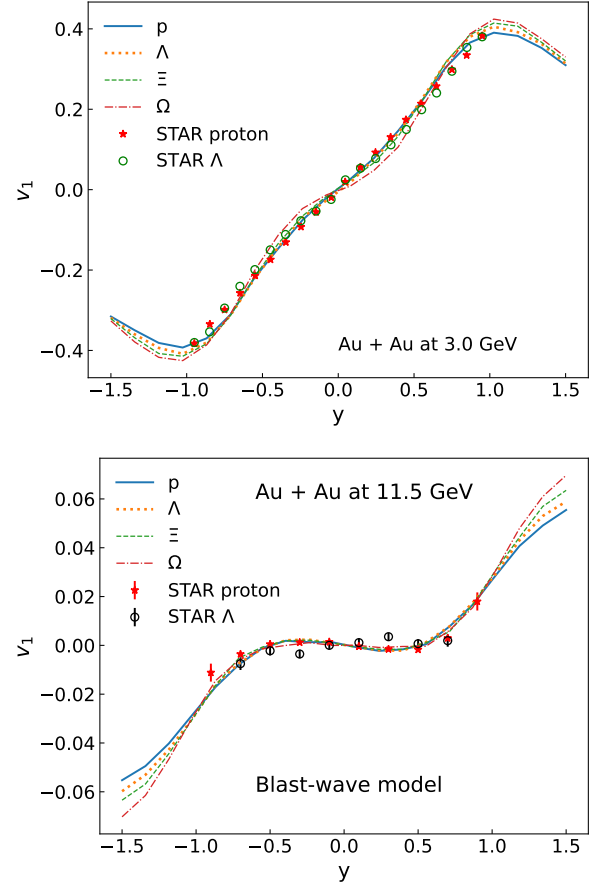 0.4
0.2
0.0
−0.2
−0.4
v1
p
Λ
Ξ
Ω
STAR proton
STAR Λ
Au + Au at 3.0 GeV
−1.5 −1.0 −0.5 0.0 0.5 1.0 1.5
y
0.06
0.04
0.02
0.00
−0.02
−0.04
−0.06
v1
p
Λ
Ξ
Ω
STAR proton
STAR Λ
Au + Au at 11.5 GeV
Blast-wave model
−1.5 −1.0 −0.5 0.0 0.5 1.0 1.5
y